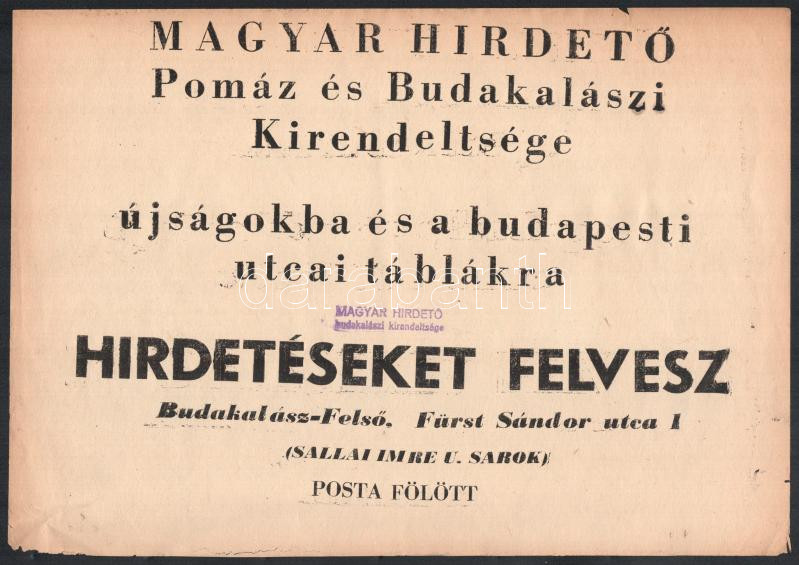 MAGYAR HIRDETŐ
Pomáz és Budakalászi
Kirendeltsége
újságokba és a budapesti
utcai táblákra
darabanth
MAGYAR HIRDETŐ
budakalászi kirendeltsége
HIRDETÉSEKET FELVESZ
Budakalász-Felső, Fürst Sándor utca 1
(SALLAI IMRE U. SAROK)
POSTA FÖLÖTT